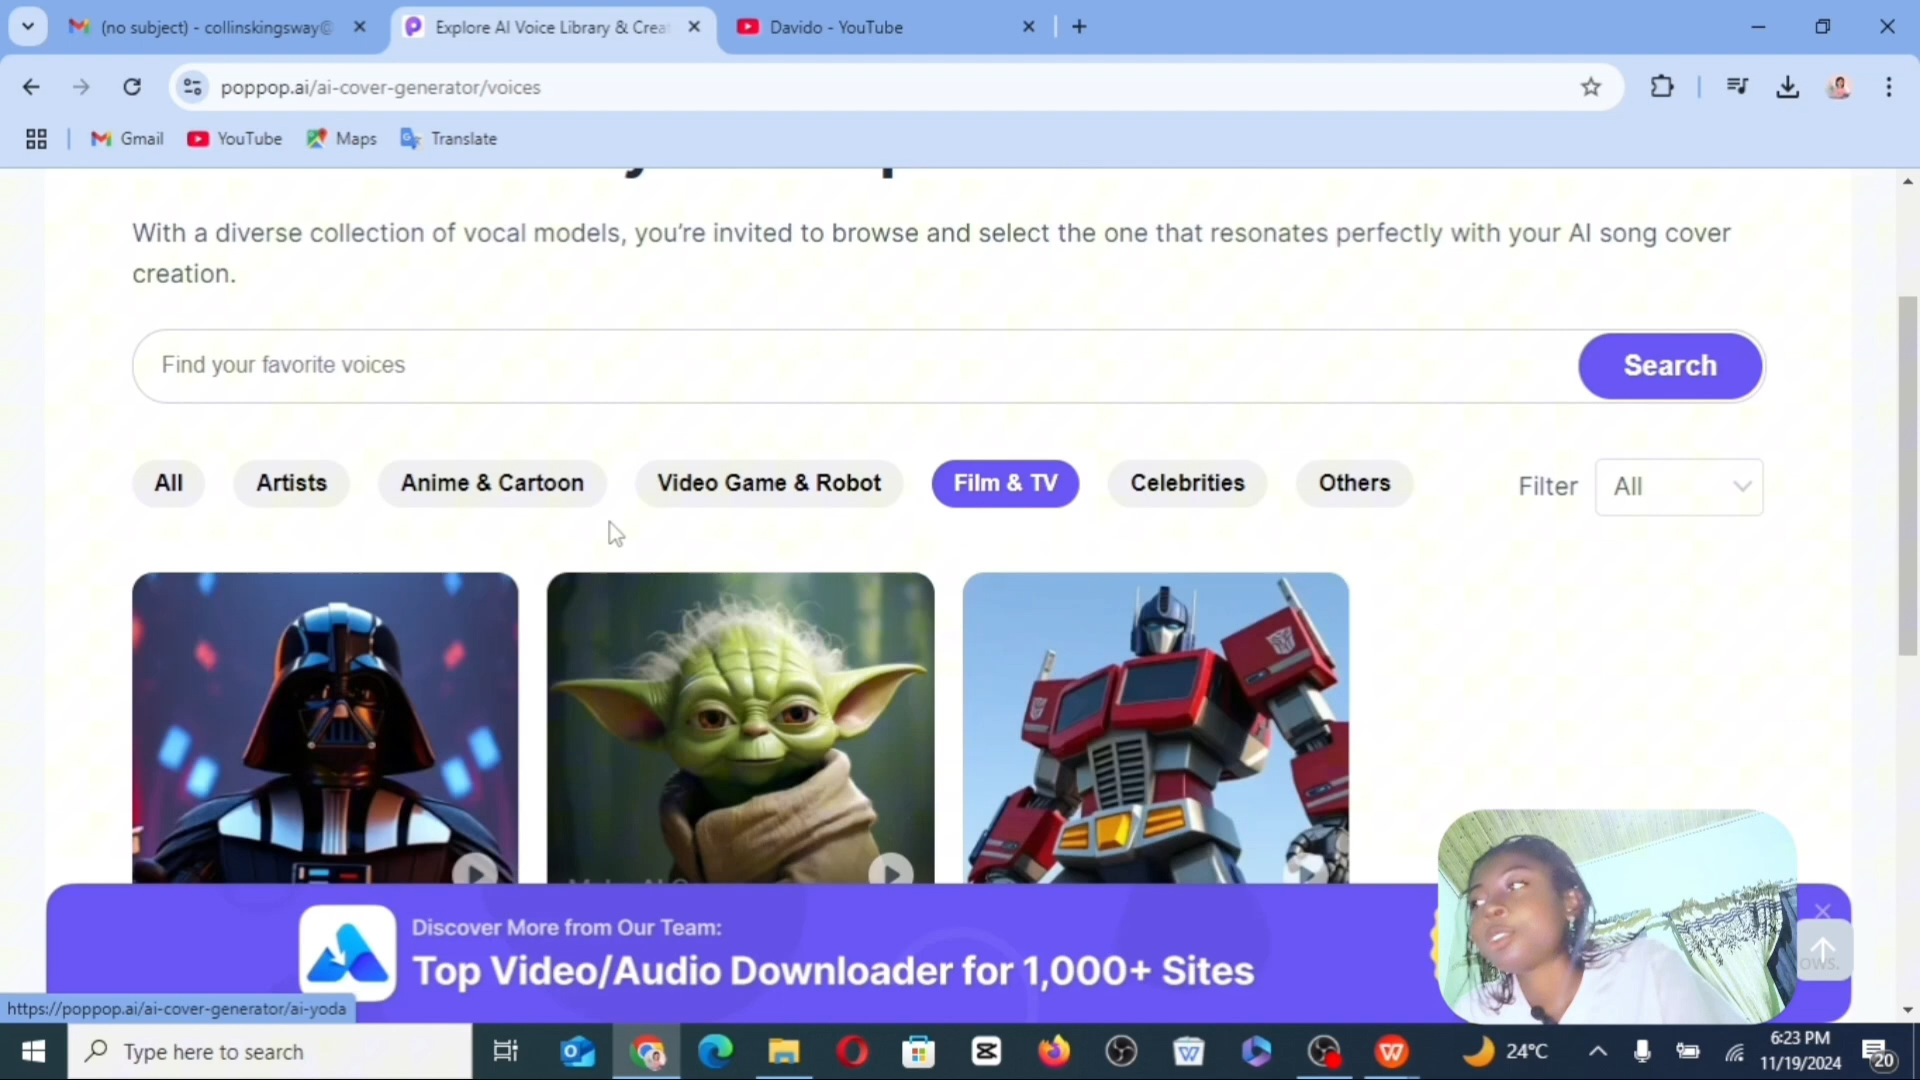 (no subject) - collinskingsway@
Explore AI Voice Library & Crea
Davido - YouTube
poppop.ai/ai-cover-generator/voices
Gmail
YouTube
Maps
Translate
With a diverse collection of vocal models, you're invited to browse and select the one that resonates perfectly with your AI song cover
creation.
Find your favorite voices
Search
All
Artists
Anime & Cartoon
Video Game & Robot
Film & TV
Celebrities
Others
Filter
All
Discover More from Our Team:
Top Video/Audio Downloader for 1,000+ Sites
https://poppop.ai/ai-cover-generator/ai-yoda
Type here to search
24°C
6:23 PM
11/19/2024
20